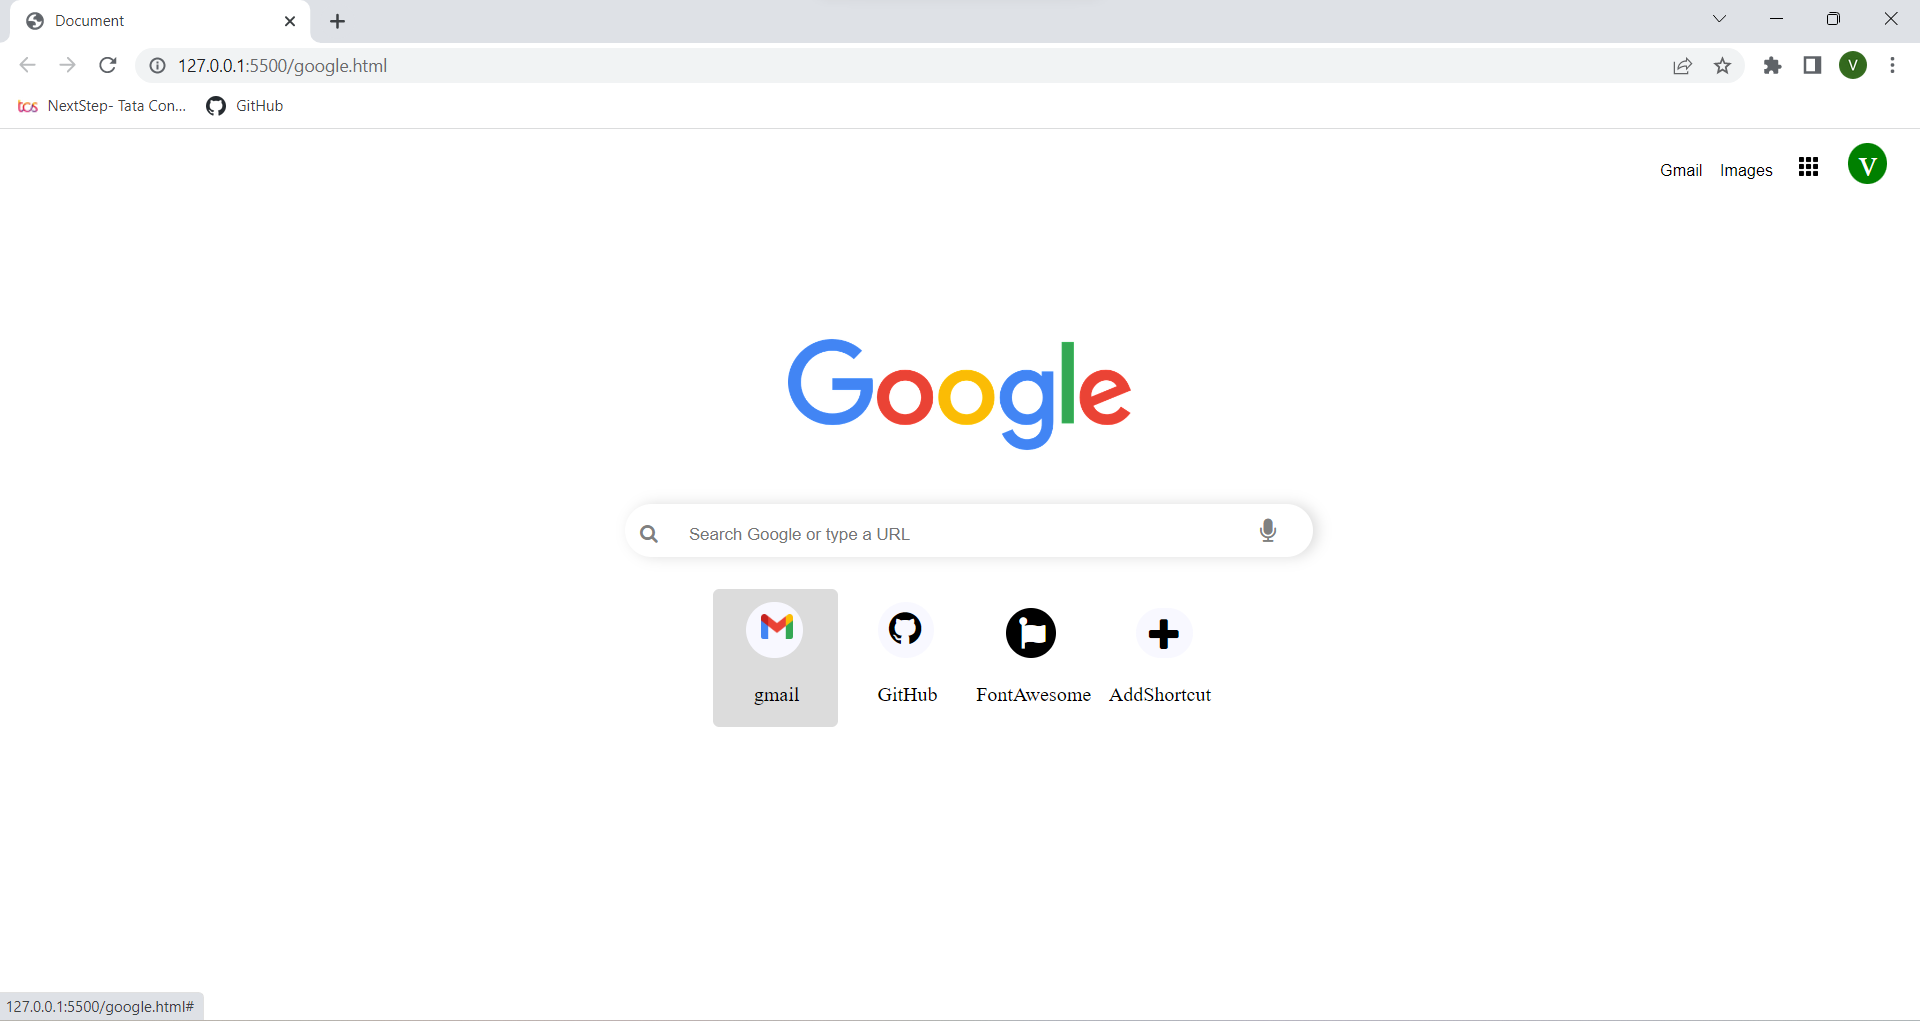 Document
127.0.0.1:5500/google.html
V
tcs NextStep- Tata Con... GitHub
Gmail Images V
Google
Search Google or type a URL
gmail GitHub FontAwesome AddShortcut
127.0.0.1:5500/google.html#